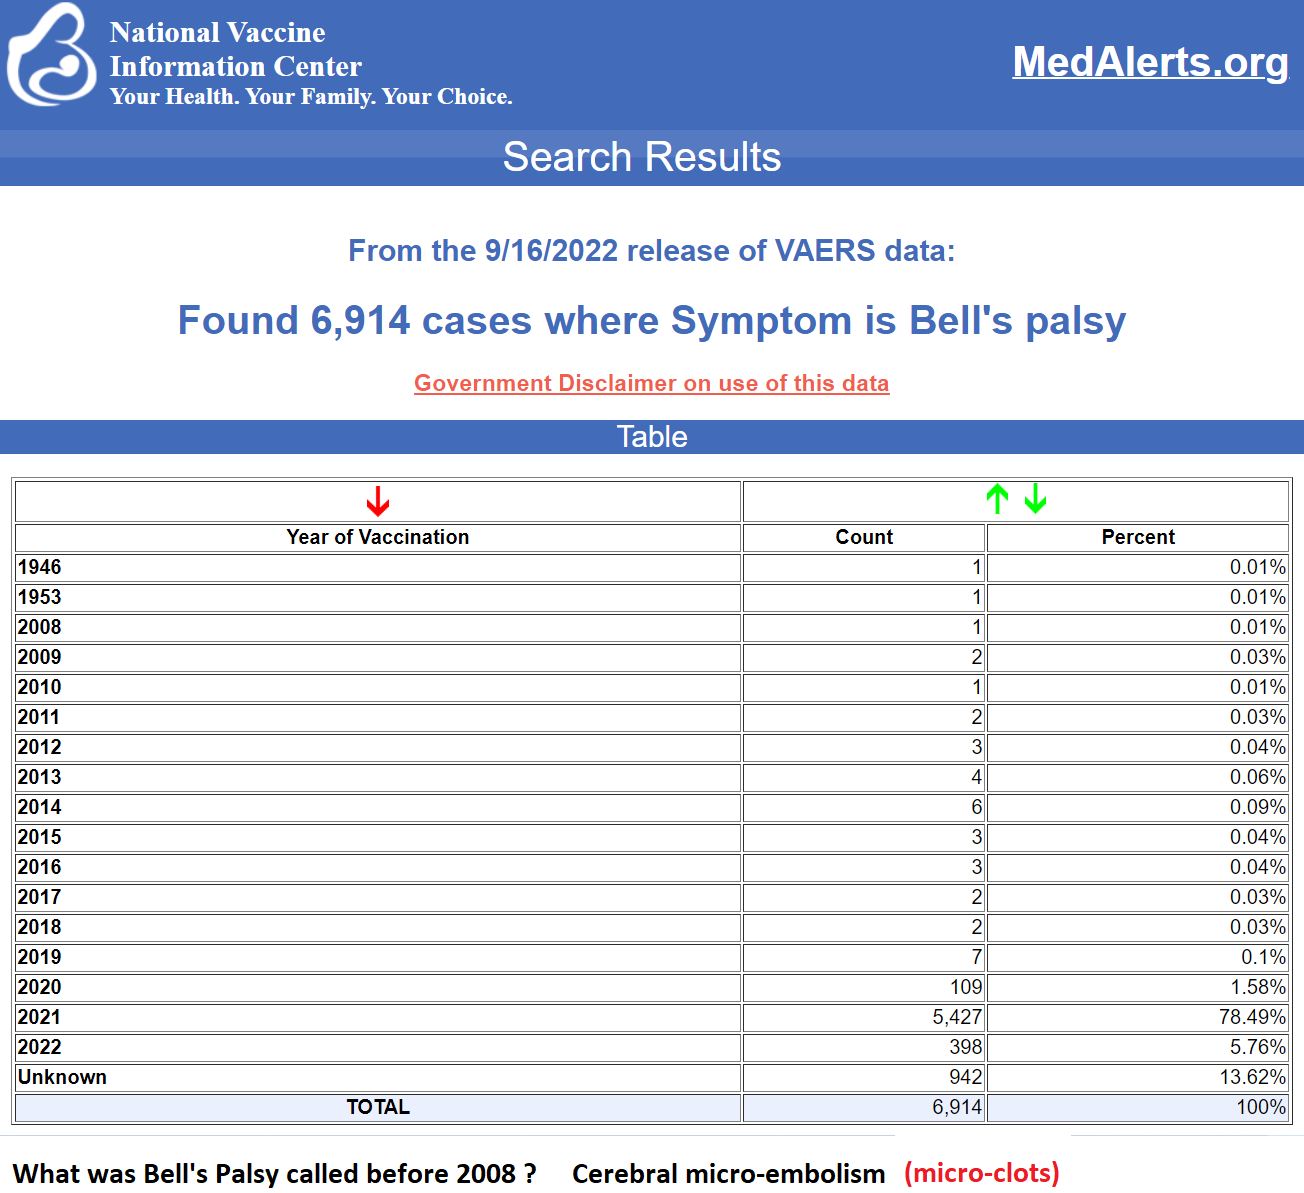 National Vaccine
Information Center
Your Health. Your Family. Your Choice.
MedAlerts.org
Search Results
From the 9/16/2022 release of VAERS data:
Found 6,914 cases where Symptom is Bell's palsy
Government Disclaimer on use of this data
Table
Year of Vaccination Count Percent
1946 1 0.01%
1953 1 0.01%
2008 1 0.01%
2009 2 0.03%
2010 1 0.01%
2011 2 0.03%
2012 3 0.04%
2013 4 0.06%
2014 6 0.09%
2015 3 0.04%
2016 3 0.04%
2017 2 0.03%
2018 2 0.03%
2019 7 0.1%
2020 109 1.58%
2021 5,427 78.49%
2022 398 5.76%
Unknown 942 13.62%
TOTAL 6,914 100%
What was Bell's Palsy called before 2008 ? Cerebral micro-embolism (micro-clots)